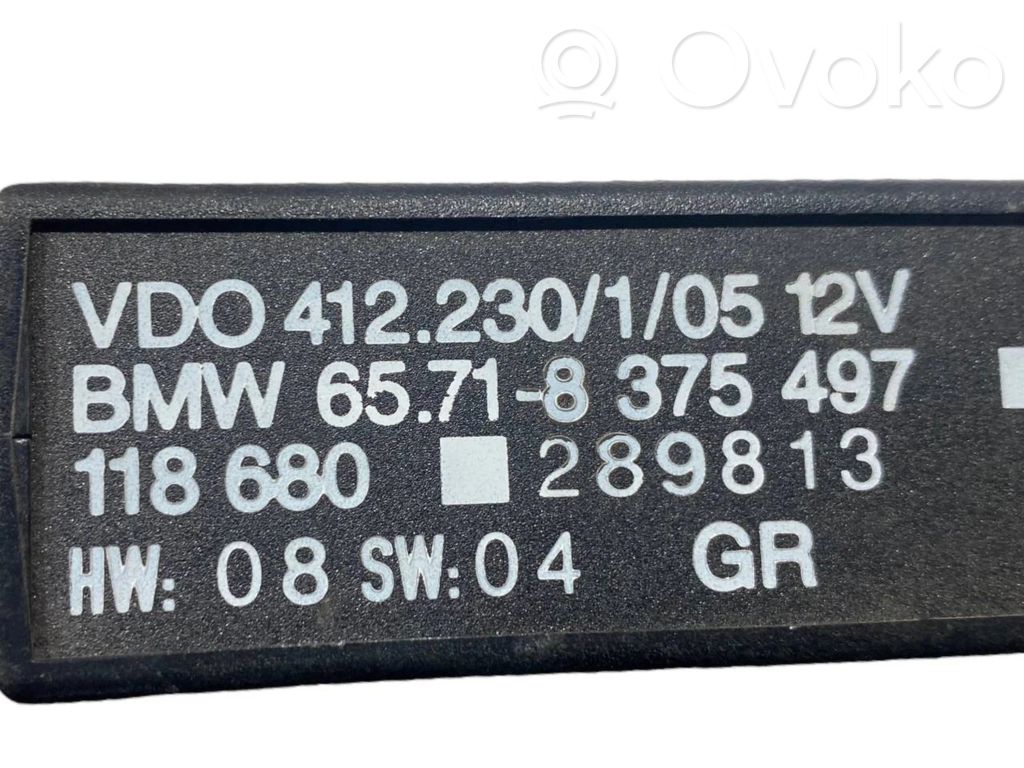 Ovoko
VDO 412.230/1/05 12V
BMW 65.71-8 375 497
118 680 289813
HW: 08 SW: 04 GR